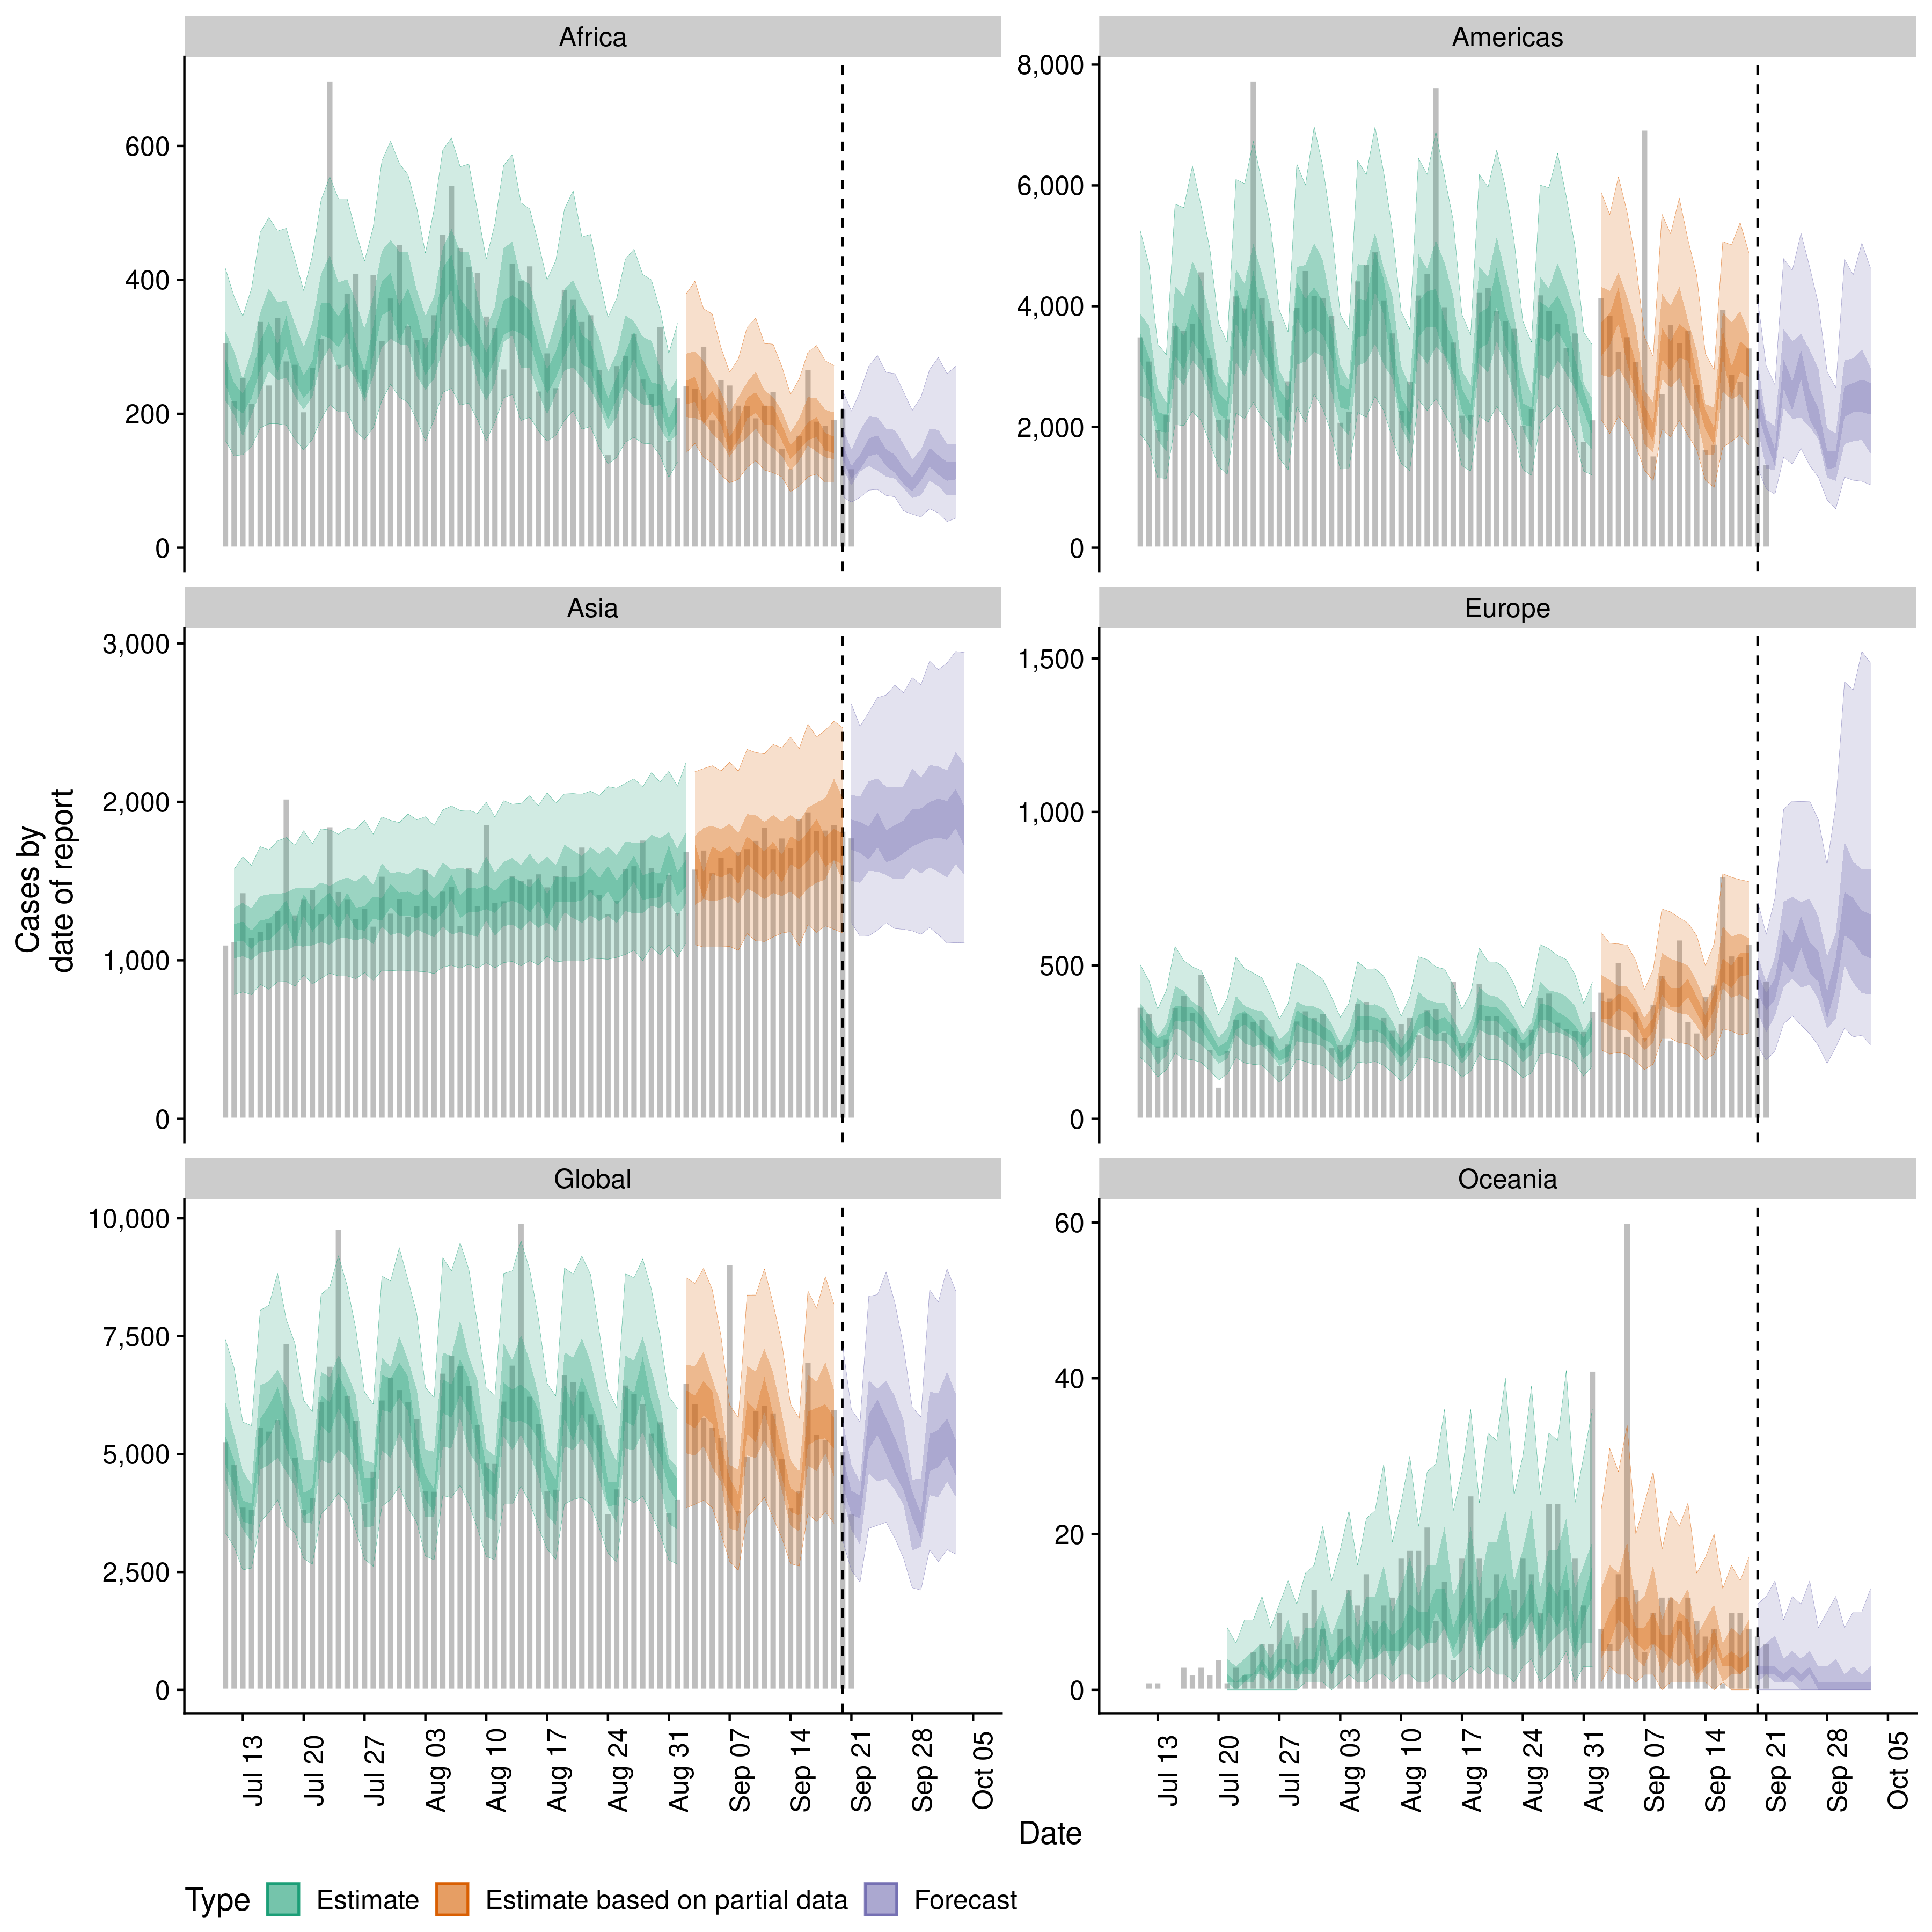 Africa
Americas
600
400
200
0
8,000
6,000
4,000
2,000
0
Asia
Europe
Cases by
date of report
3,000
2,000
1,000
0
1,500
1,000
500
0
Global
Oceania
10,000
7,500
5,000
2,500
0
60
40
20
0
Jul 13
Jul 20
Jul 27
Aug 03
Aug 10
Aug 17
Aug 24
Aug 31
Sep 07
Sep 14
Sep 21
Sep 28
Oct 05
Jul 13
Jul 20
Jul 27
Aug 03
Aug 10
Aug 17
Aug 24
Aug 31
Sep 07
Sep 14
Sep 21
Sep 28
Oct 05
Date
Type Estimate Estimate based on partial data Forecast